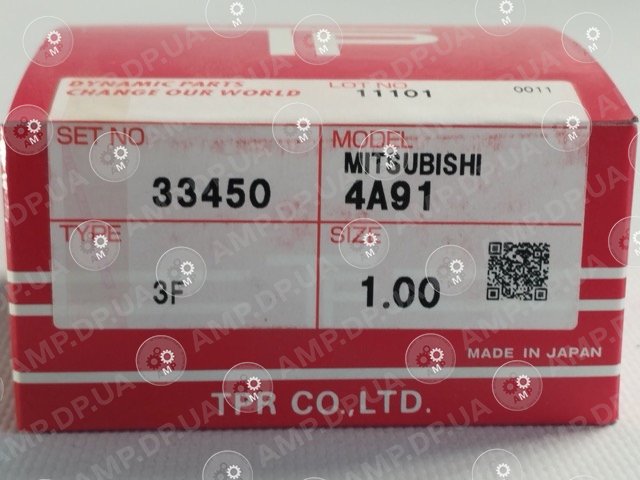 TP
DYNAMIC PARTS
CHANGE OUR WORLD
LOT NO
11101
0011
SET NO
33450
MODEL
MITSUBISHI
4A91
TYPE
3F
SIZE
1.00
MADE IN JAPAN
TPR CO.,LTD.
AMP.DP.UA